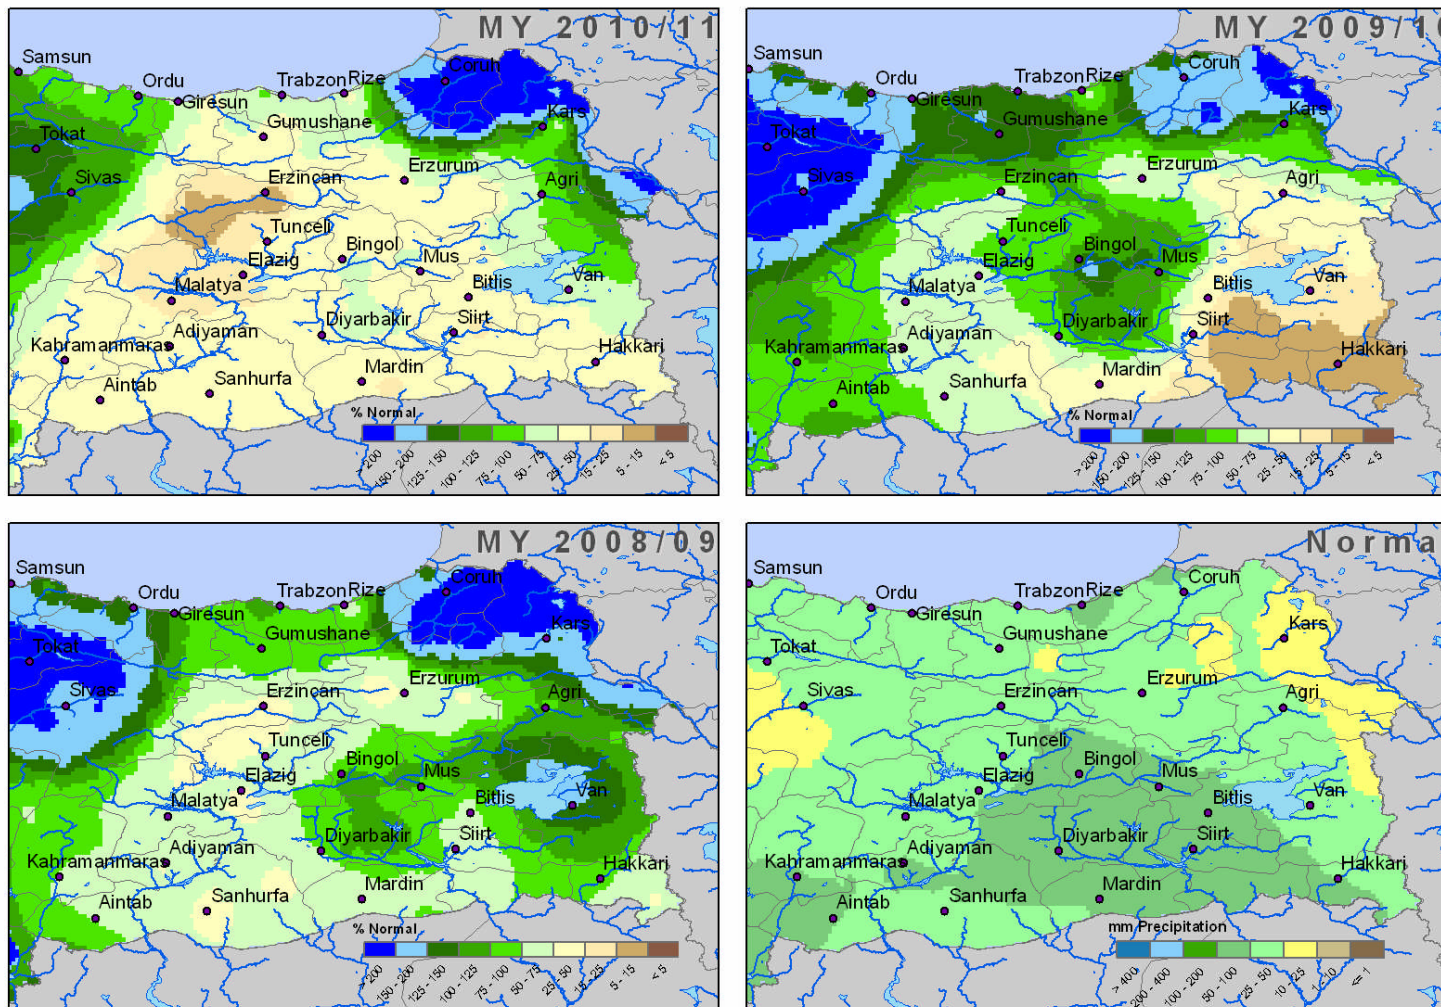 MY 2010/11
Samsun
Ordu
Giresun
Trabzon
Rize
Coruh
Gumushane
Kars
Tokat
Sivas
Erzincan
Erzurum
Agri
Tunceli
Bingol
Mus
Elazig
Malatya
Bitlis
Van
Diyarbakir
Siirt
Adiyaman
Kahramanmaras
Mardin
Hakkari
Aintab
Sanhurfa
% Normal
> 200
150 - 200
125 - 150
100 - 125
75 - 100
50 - 75
25 - 50
15 - 25
5 - 15
< 5
MY 2009/10
Samsun
Ordu
Giresun
Trabzon
Rize
Coruh
Gumushane
Kars
Tokat
Sivas
Erzincan
Erzurum
Agri
Tunceli
Bingol
Mus
Elazig
Malatya
Bitlis
Van
Diyarbakir
Siirt
Adiyaman
Kahramanmaras
Mardin
Hakkari
Aintab
Sanhurfa
% Normal
> 200
150 - 200
125 - 150
100 - 125
75 - 100
50 - 75
25 - 50
15 - 25
5 - 15
< 5
MY 2008/09
Samsun
Ordu
Giresun
Trabzon
Rize
Coruh
Gumushane
Kars
Tokat
Sivas
Erzincan
Erzurum
Agri
Tunceli
Bingol
Mus
Elazig
Malatya
Bitlis
Van
Diyarbakir
Siirt
Adiyaman
Kahramanmaras
Mardin
Hakkari
Aintab
Sanhurfa
% Normal
> 200
150 - 200
125 - 150
100 - 125
75 - 100
50 - 75
25 - 50
15 - 25
5 - 15
< 5
Norma
Samsun
Ordu
Giresun
Trabzon
Rize
Coruh
Gumushane
Kars
Tokat
Sivas
Erzincan
Erzurum
Agri
Tunceli
Bingol
Mus
Elazig
Malatya
Bitlis
Van
Diyarbakir
Siirt
Adiyaman
Kahramanmaras
Mardin
Hakkari
Aintab
Sanhurfa
mm Precipitation
> 400
200 - 400
100 - 200
50 - 100
25 - 50
10 - 25
1 - 10
<= 1